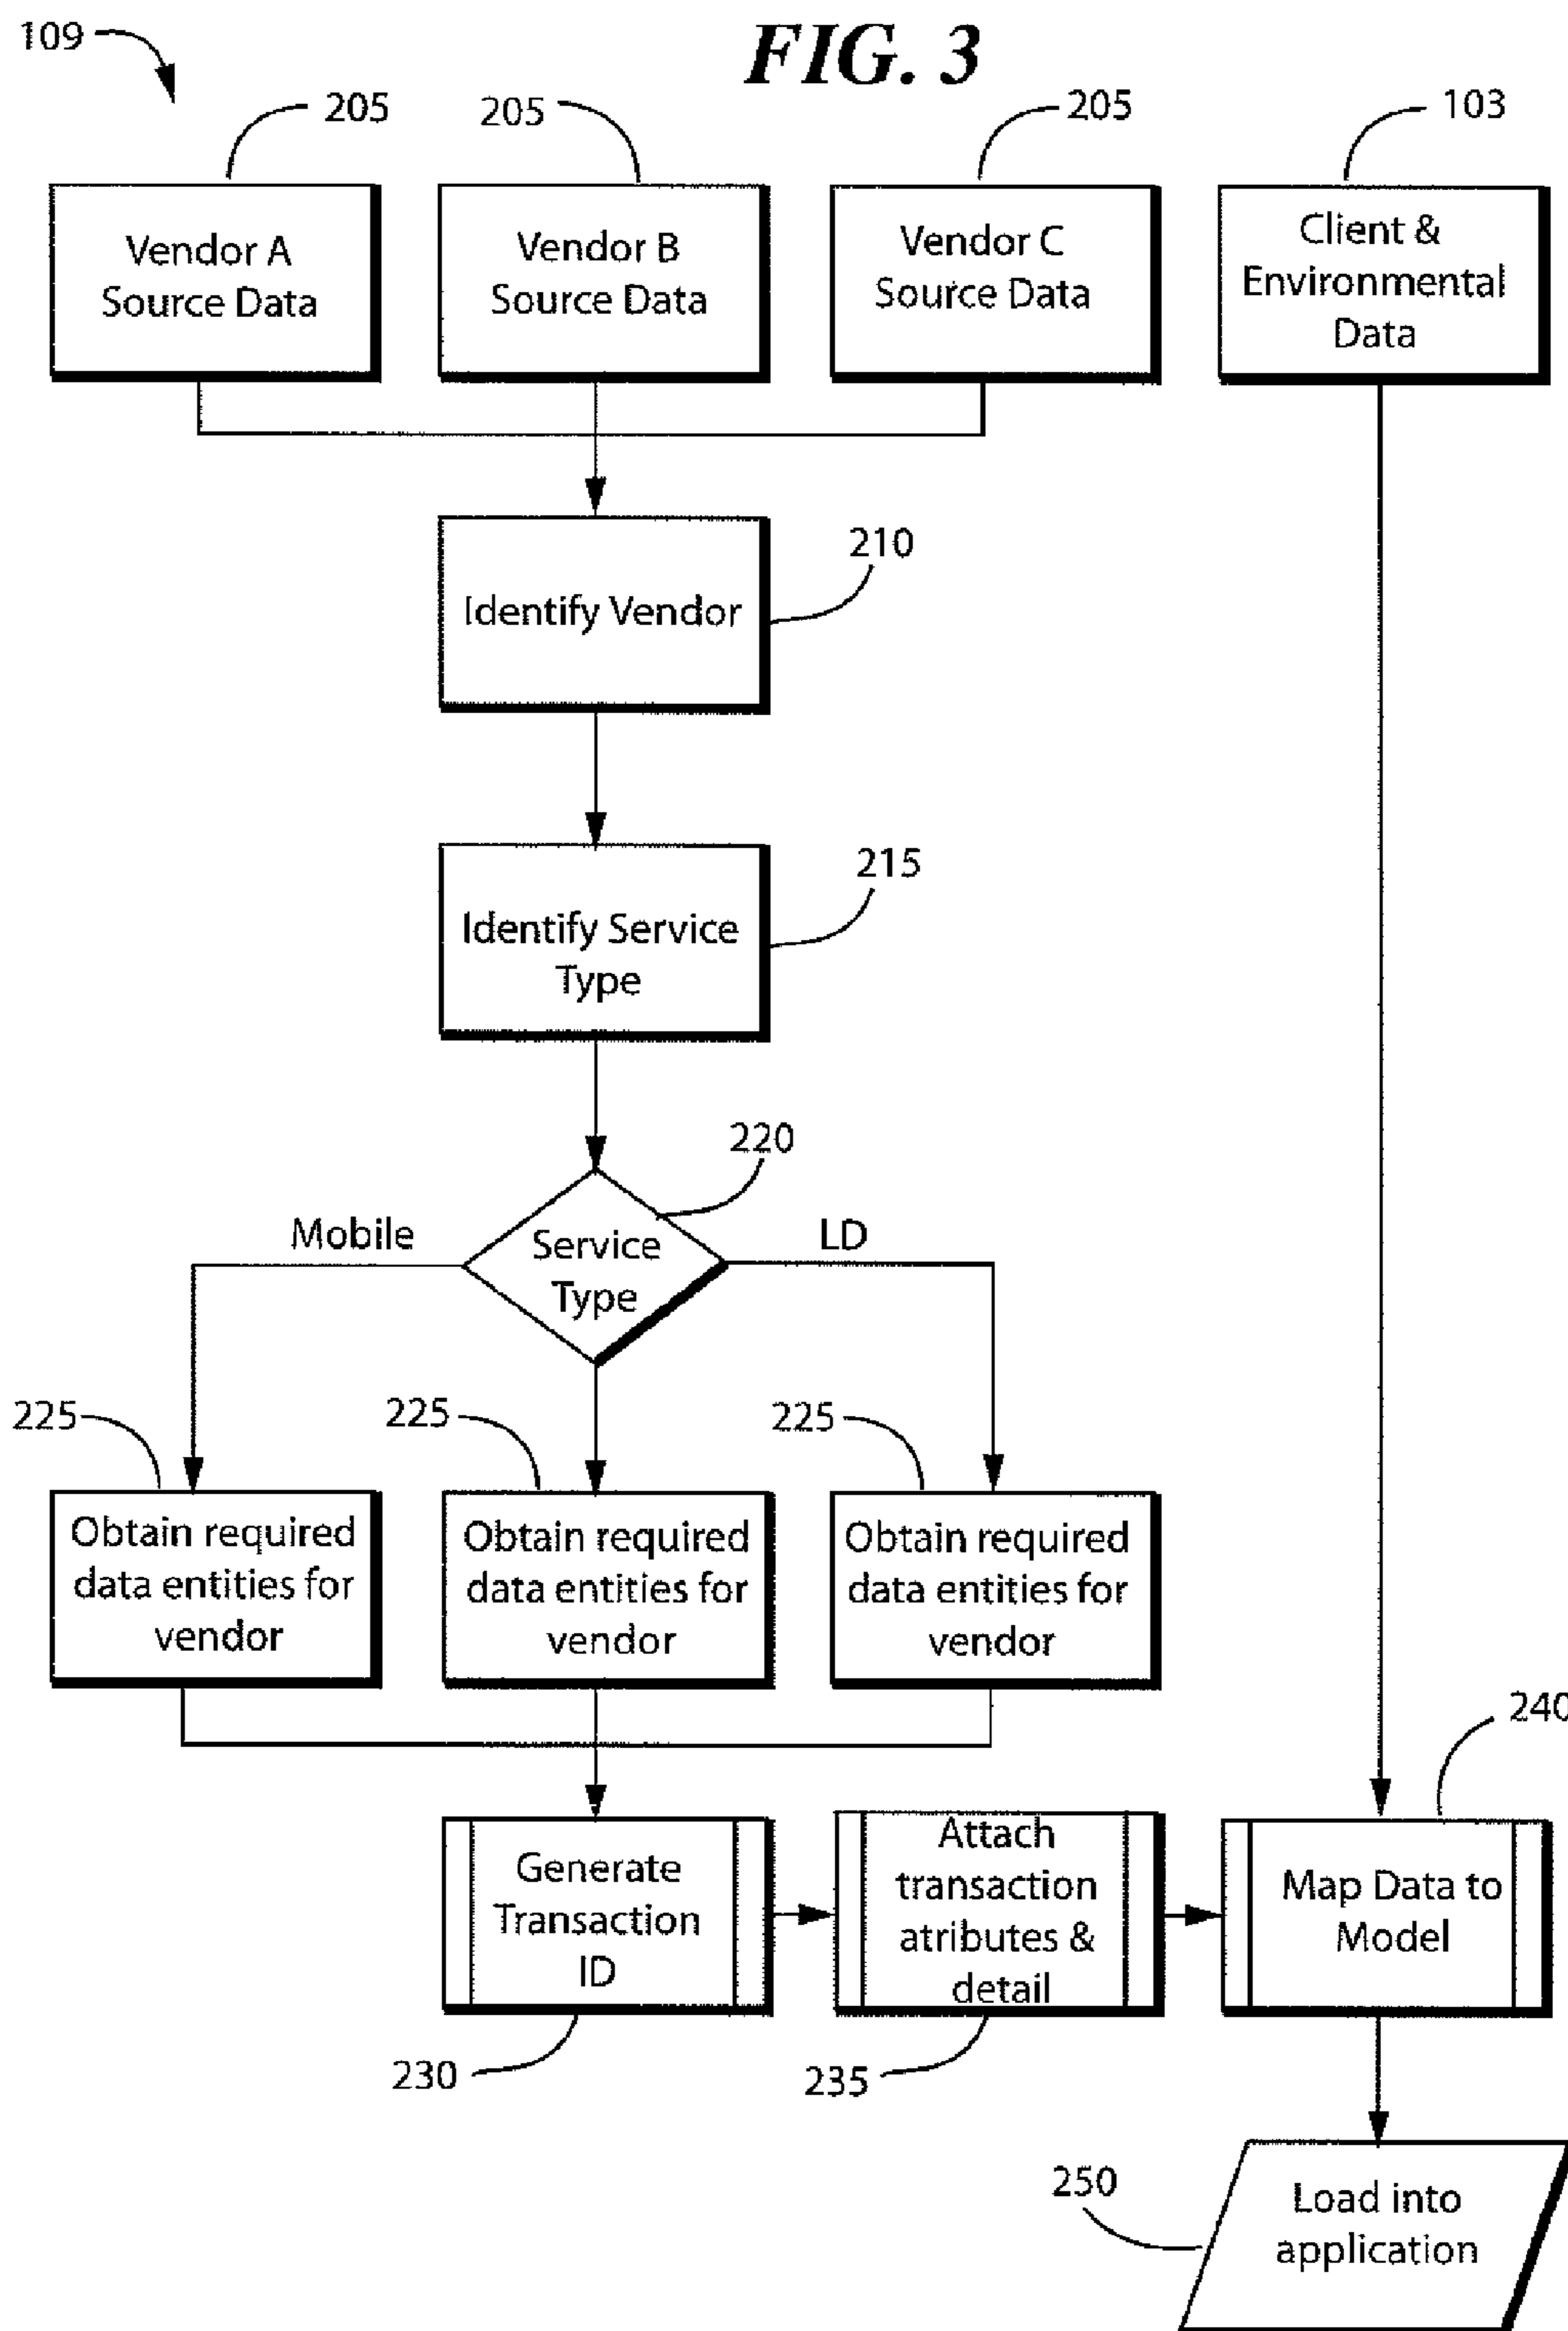 FIG. 3
109
205
205
205
103
Vendor A
Source Data
Vendor B
Source Data
Vendor C
Source Data
Client &
Environmental
Data
210
Identify Vendor
215
Identify Service
Type
220
Mobile
Service
Type
LD
225
225
225
Obtain required
data entities for
vendor
Obtain required
data entities for
vendor
Obtain required
data entities for
vendor
240
Generate
Transaction
ID
Attach
transaction
atributes &
detail
Map Data to
Model
230
235
250
Load into
application